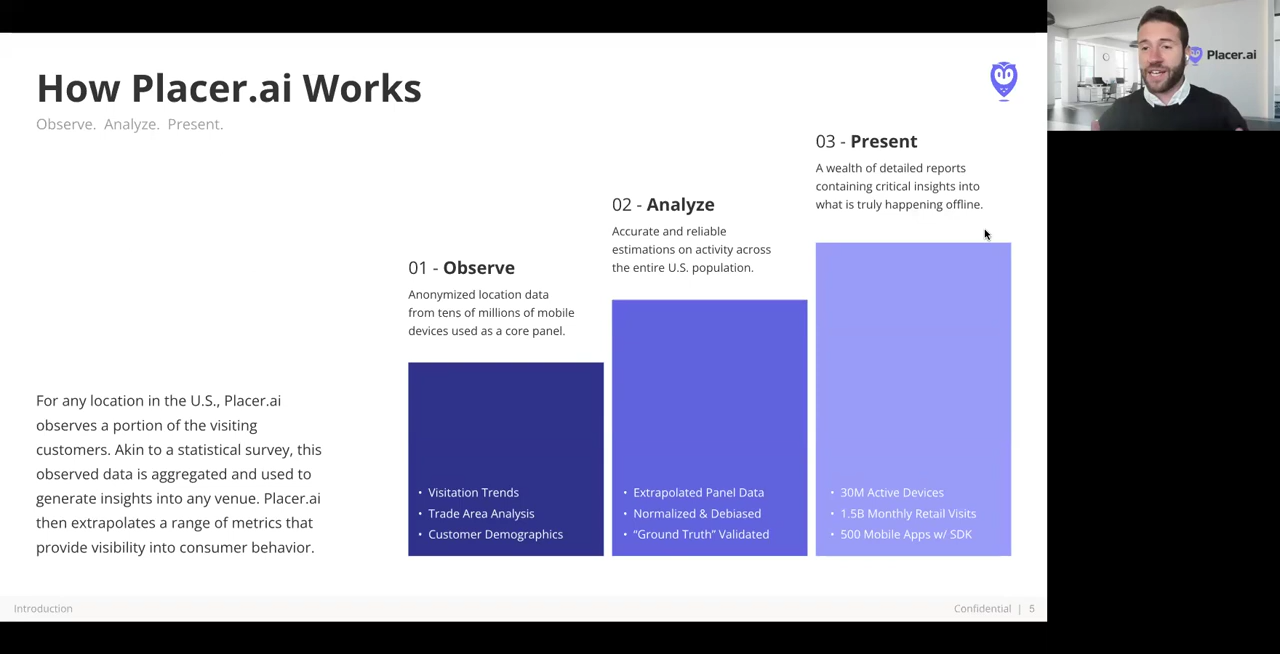 How Placer.ai Works
Observe. Analyze. Present.
For any location in the U.S., Placer.ai
observes a portion of the visiting
customers. Akin to a statistical survey, this
observed data is aggregated and used to
generate insights into any venue. Placer.ai
then extrapolates a range of metrics that
provide visibility into consumer behavior.
01 - Observe
Anonymized location data
from tens of millions of mobile
devices used as a core panel.
• Visitation Trends
• Trade Area Analysis
• Customer Demographics
02 - Analyze
Accurate and reliable
estimations on activity across
the entire U.S. population.
• Extrapolated Panel Data
• Normalized & Debiased
• “Ground Truth” Validated
03 - Present
A wealth of detailed reports
containing critical insights into
what is truly happening offline.
• 30M Active Devices
• 1.5B Monthly Retail Visits
• 500 Mobile Apps w/ SDK
Introduction
Confidential | 5
Placer.ai